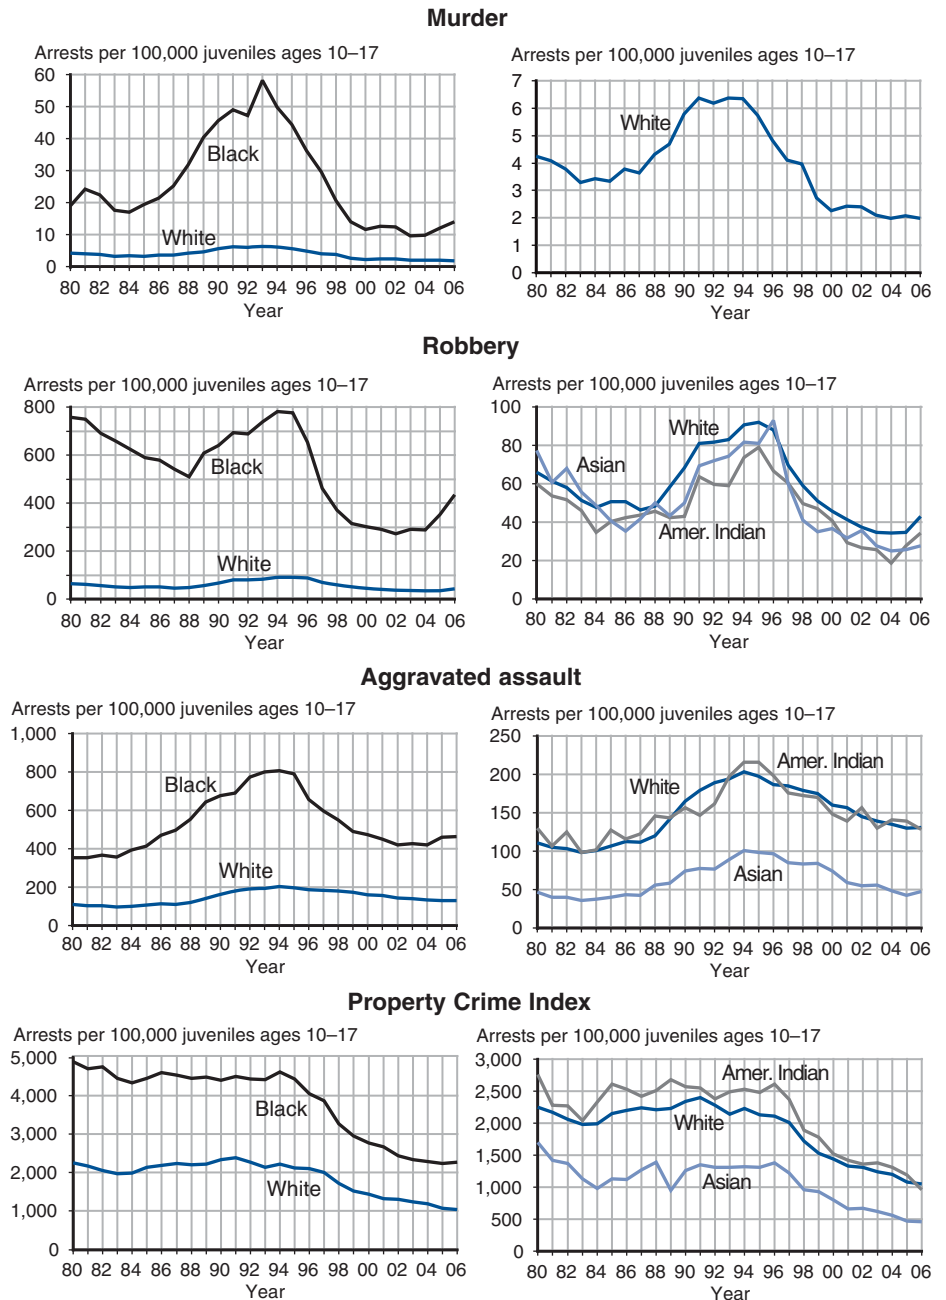 Murder
Arrests per 100,000 juveniles ages 10–17
60
50
40
30
20
10
0
Black
White
80 82 84 86 88 90 92 94 96 98 00 02 04 06
Year
Arrests per 100,000 juveniles ages 10–17
7
6
5
4
3
2
1
0
White
80 82 84 86 88 90 92 94 96 98 00 02 04 06
Year
Robbery
Arrests per 100,000 juveniles ages 10–17
800
600
400
200
0
Black
White
80 82 84 86 88 90 92 94 96 98 00 02 04 06
Year
Arrests per 100,000 juveniles ages 10–17
100
80
60
40
20
0
White
Asian
Amer. Indian
80 82 84 86 88 90 92 94 96 98 00 02 04 06
Year
Aggravated assault
Arrests per 100,000 juveniles ages 10–17
1,000
800
600
400
200
0
Black
White
80 82 84 86 88 90 92 94 96 98 00 02 04 06
Year
Arrests per 100,000 juveniles ages 10–17
250
200
150
100
50
0
Amer. Indian
White
Asian
80 82 84 86 88 90 92 94 96 98 00 02 04 06
Year
Property Crime Index
Arrests per 100,000 juveniles ages 10–17
5,000
4,000
3,000
2,000
1,000
0
Black
White
80 82 84 86 88 90 92 94 96 98 00 02 04 06
Year
Arrests per 100,000 juveniles ages 10–17
3,000
2,500
2,000
1,500
1,000
500
0
Amer. Indian
White
Asian
80 82 84 86 88 90 92 94 96 98 00 02 04 06
Year